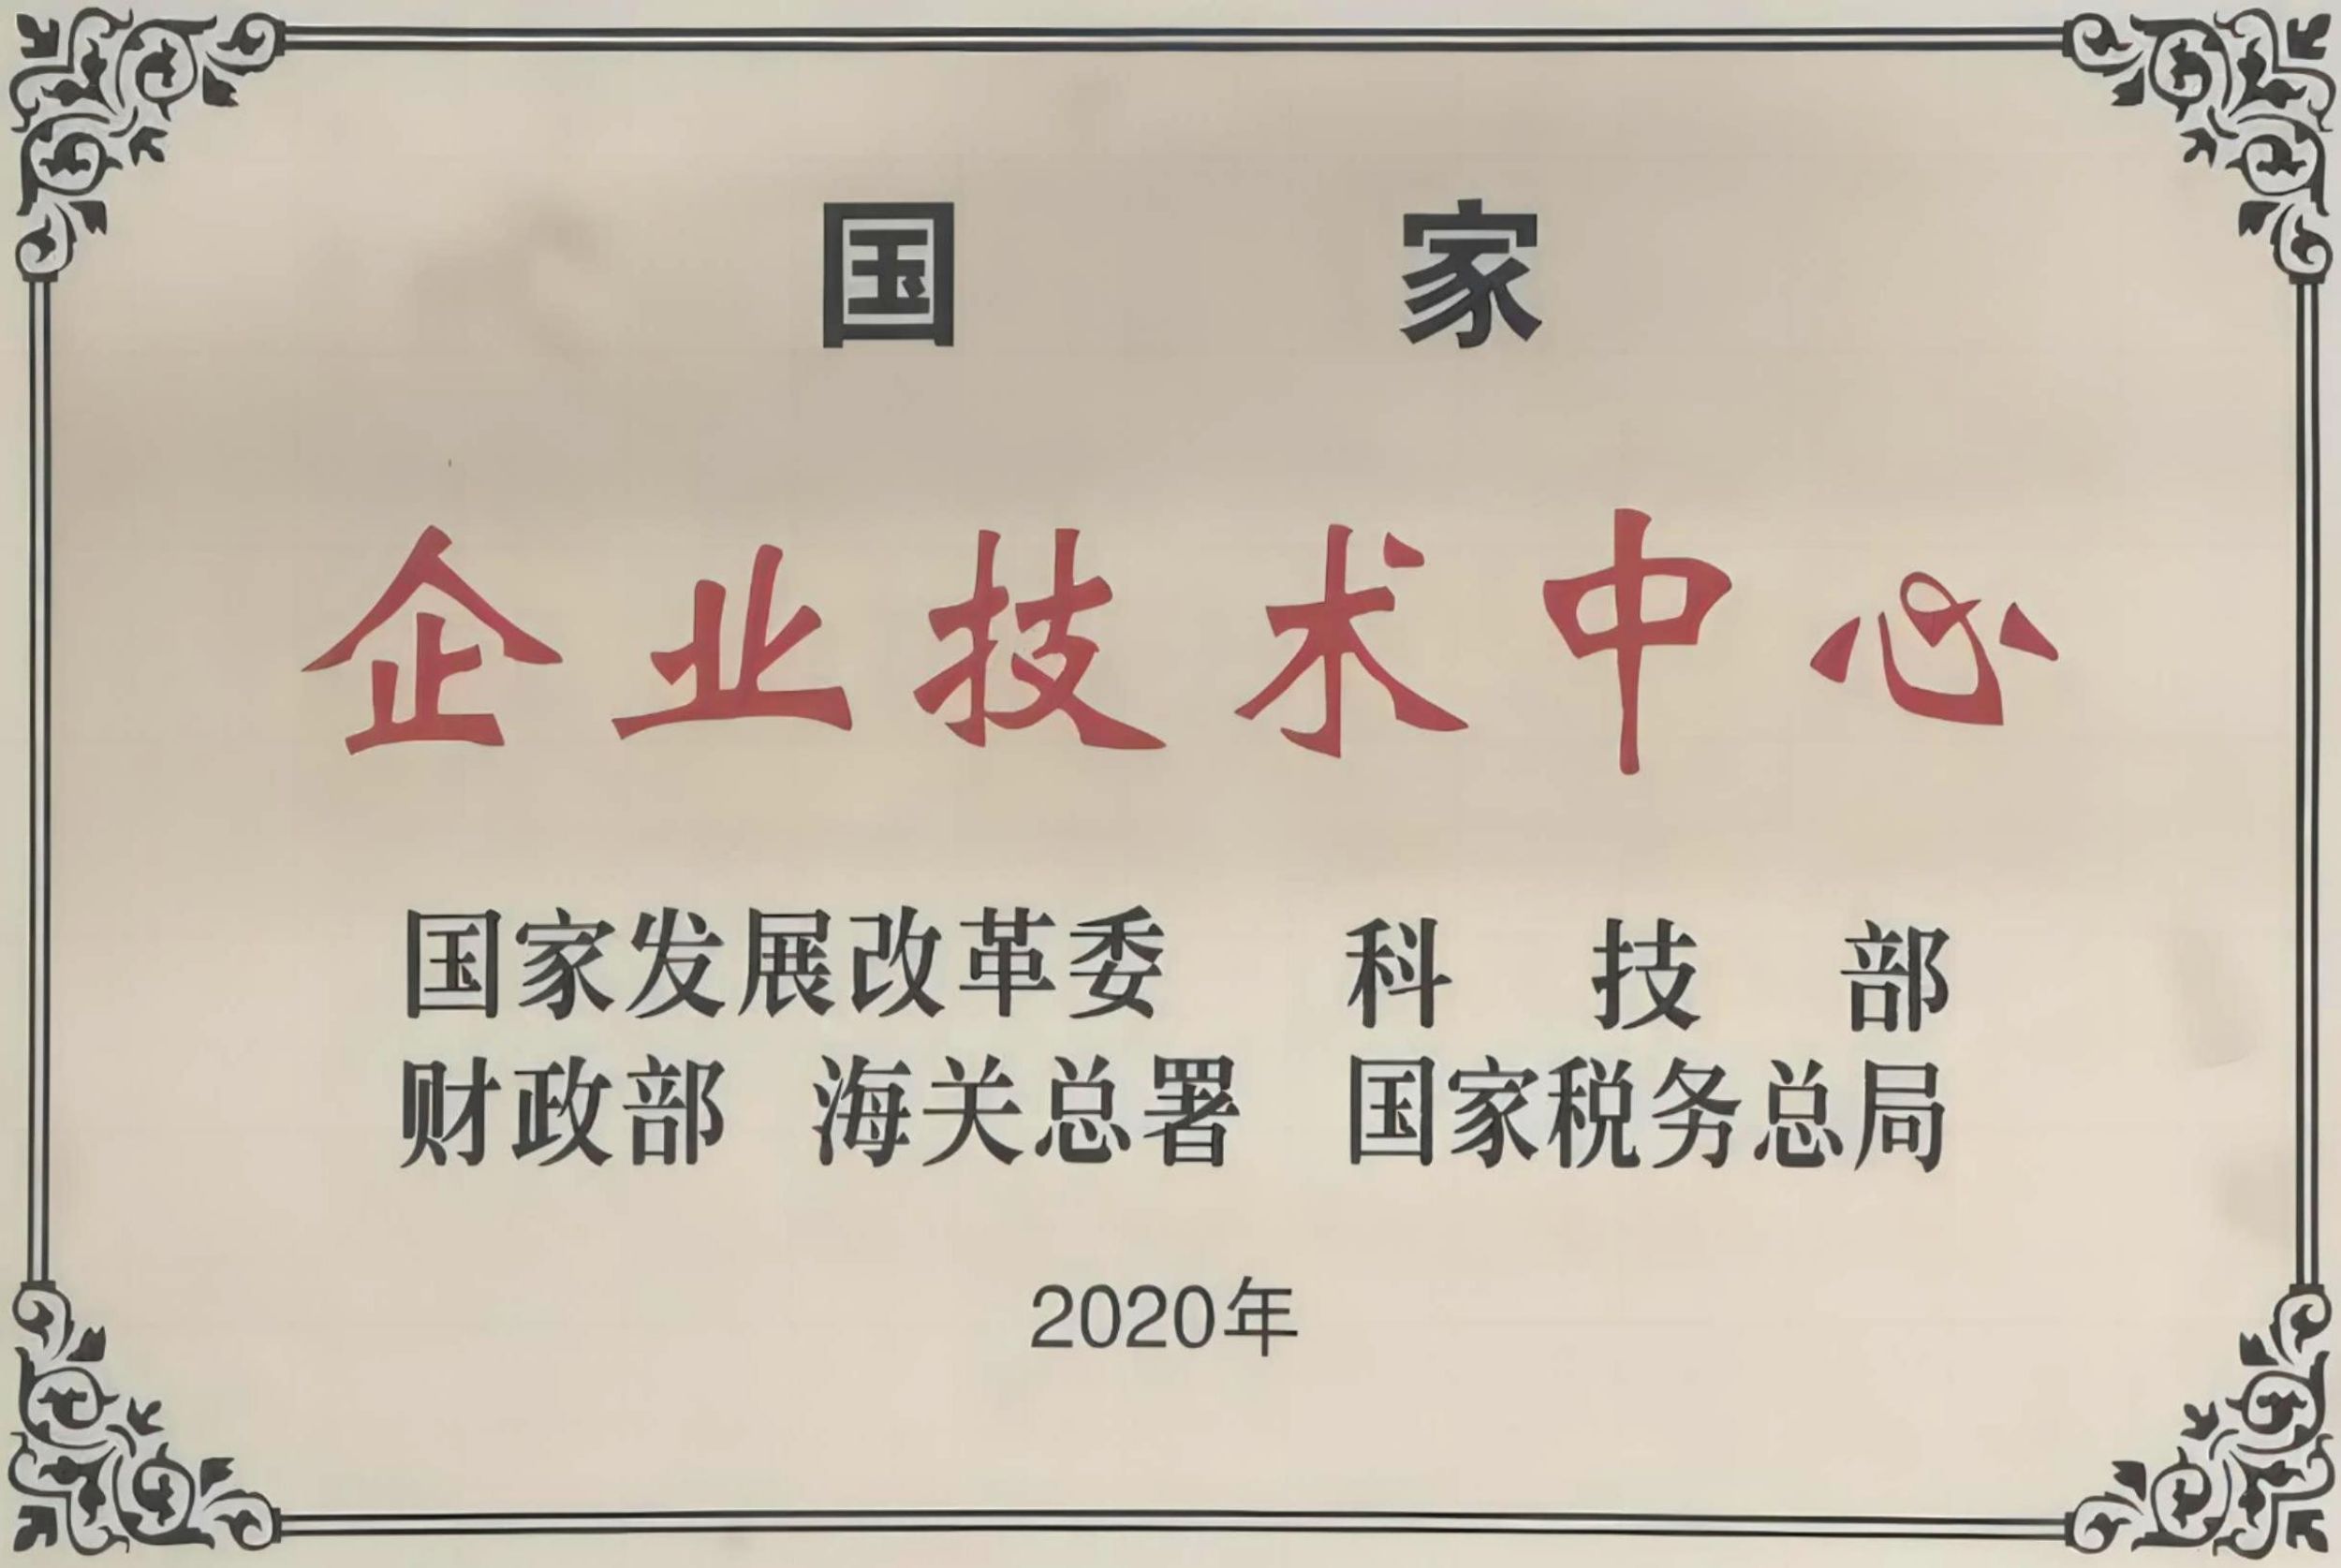 国家
企业技术中心
国家发展改革委 科技部
财政部 海关总署 国家税务总局
2020年